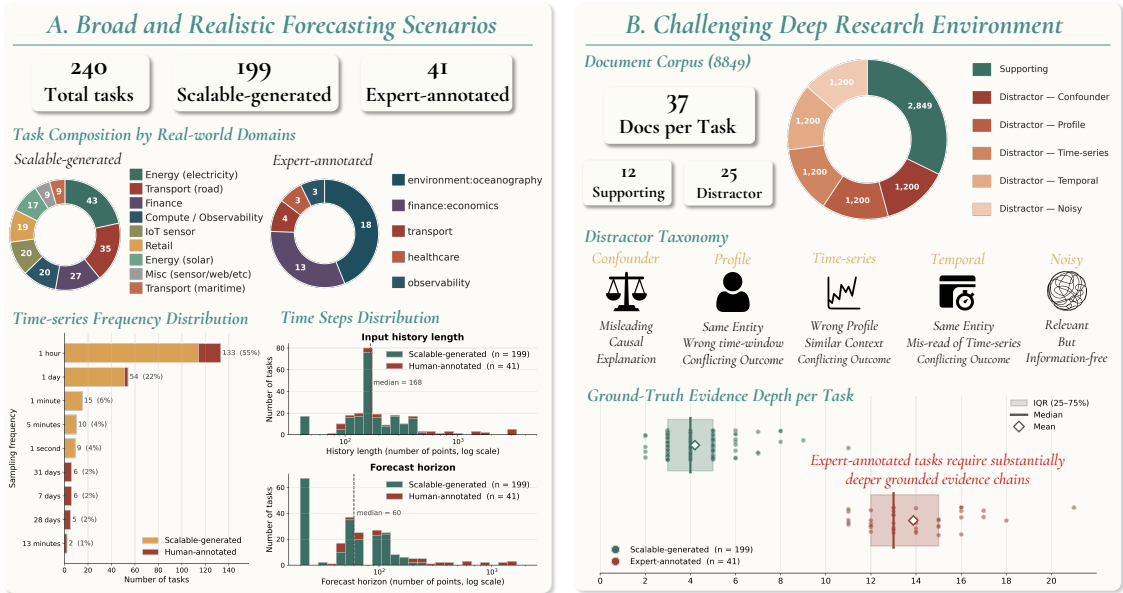 A. Broad and Realistic Forecasting Scenarios
240
Total tasks
199
Scalable-generated
41
Expert-annotated
Task Composition by Real-world Domains
Scalable-generated
43
35
27
20
20
19
17
9
9
Energy (electricity)
Transport (road)
Finance
Compute / Observability
IoT sensor
Retail
Energy (solar)
Misc (sensor/web/etc)
Transport (maritime)
Expert-annotated
18
13
4
3
3
environment:oceanography
finance:economics
transport
healthcare
observability
Time-series Frequency Distribution
Sampling frequency
1 hour
133 (55%)
1 day
54 (22%)
1 minute
15 (6%)
5 minutes
10 (4%)
1 second
9 (4%)
31 days
6 (2%)
7 days
6 (2%)
28 days
5 (2%)
13 minutes
2 (1%)
Scalable-generated
Human-annotated
0 20 40 60 80 100 120 140
Number of tasks
Time Steps Distribution
Input history length
Number of tasks
80
60
40
20
0
Scalable-generated (n = 199)
Human-annotated (n = 41)
median = 168
10² 10³
History length (number of points, log scale)
Forecast horizon
Number of tasks
60
40
20
0
Scalable-generated (n = 199)
Human-annotated (n = 41)
median = 60
10² 10³
Forecast horizon (number of points, log scale)
B. Challenging Deep Research Environment
Document Corpus (8849)
37
Docs per Task
12
Supporting
25
Distractor
2,849
1,200
1,200
1,200
1,200
1,200
Supporting
Distractor — Confounder
Distractor — Profile
Distractor — Time-series
Distractor — Temporal
Distractor — Noisy
Distractor Taxonomy
Confounder
Misleading
Causal
Explanation
Profile
Same Entity
Wrong time-window
Conflicting Outcome
Time-series
Wrong Profile
Similar Context
Conflicting Outcome
Temporal
Same Entity
Mis-read of Time-series
Conflicting Outcome
Noisy
Relevant
But
Information-free
Ground-Truth Evidence Depth per Task
IQR (25–75%)
Median
Mean
Expert-annotated tasks require substantially
deeper grounded evidence chains
Scalable-generated (n = 199)
Expert-annotated (n = 41)
0 2 4 6 8 10 12 14 16 18 20